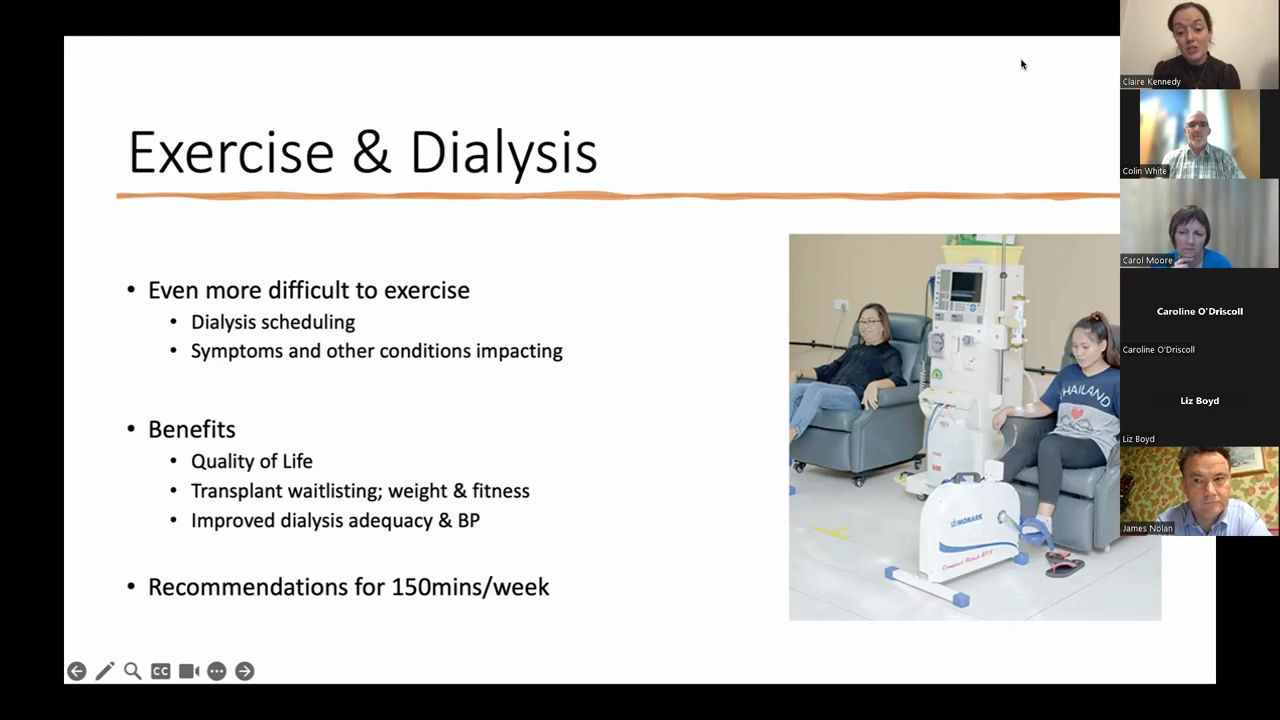 Exercise & Dialysis
Even more difficult to exercise
Dialysis scheduling
Symptoms and other conditions impacting
Benefits
Quality of Life
Transplant waitlisting; weight & fitness
Improved dialysis adequacy & BP
Recommendations for 150mins/week
THAILAND
MONARK
CC
Claire Kennedy
Colin White
Carol Moore
Caroline O'Driscoll
Caroline O'Driscoll
Liz Boyd
Liz Boyd
James Nolan